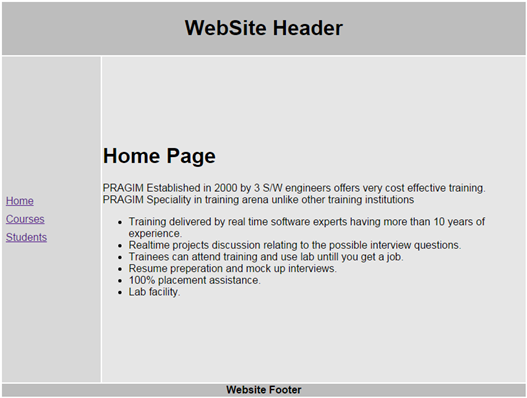 WebSite Header
Home
Courses
Students
Home Page
PRAGIM Established in 2000 by 3 S/W engineers offers very cost effective training.
PRAGIM Speciality in training arena unlike other training institutions
• Training delivered by real time software experts having more than 10 years of
experience.
• Realtime projects discussion relating to the possible interview questions.
• Trainees can attend training and use lab untill you get a job.
• Resume preperation and mock up interviews.
• 100% placement assistance.
• Lab facility.
Website Footer